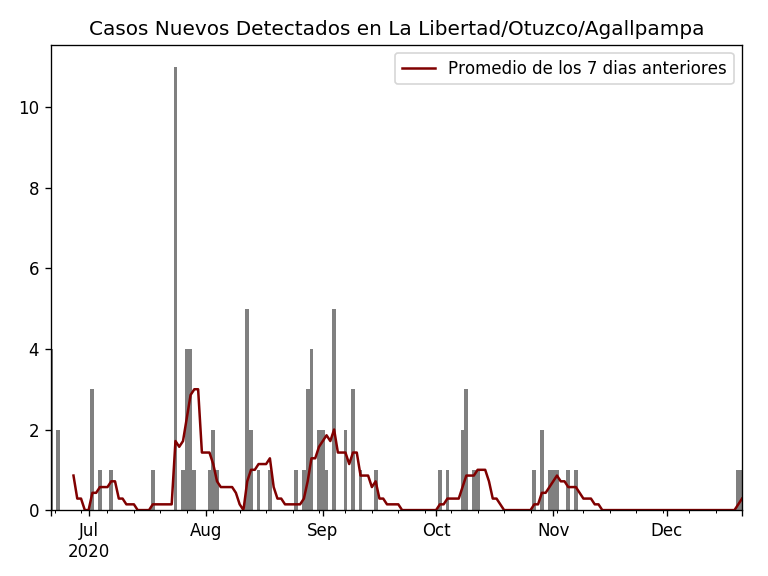 Casos Nuevos Detectados en La Libertad/Otuzco/Agallpampa
Promedio de los 7 dias anteriores
10
8
6
4
2
0
Jul
2020
Aug
Sep
Oct
Nov
Dec